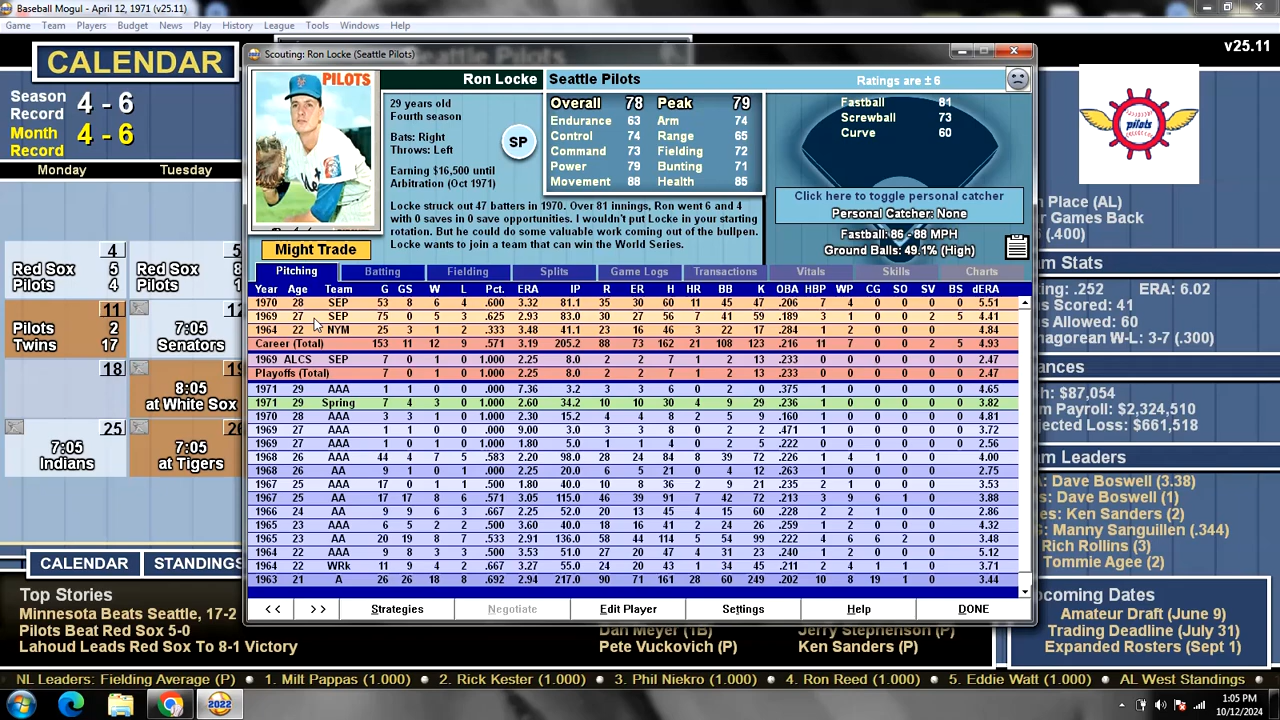 Baseball Mogul - April 12, 1971 (v25.11)
Game Team Players Budget News Play History League Tools Windows Help
CALENDAR
v25.11
Season Record 4 - 6
Month Record 4 - 6
Monday Tuesday
4 Red Sox 5 Pilots 4
5 Red Sox Pilots
11 Pilots 2 Twins 17
12 7:05 Senators
18
8:05 at White Sox
25 7:05 Indians
26 7:05 at Tigers
CALENDAR STANDINGS
Top Stories
Minnesota Beats Seattle, 17-2
Pilots Beat Red Sox 5-0
Lahoud Leads Red Sox To 8-1 Victory
Scouting: Ron Locke (Seattle Pilots)
PILOTS
Ron Locke
Seattle Pilots
Ratings are ± 6
29 years old
Fourth season
Bats: Right
Throws: Left
Earning $16,500 until
Arbitration (Oct 1971)
SP
Overall 78 Peak 79
Endurance 63 Arm 74
Control 74 Range 65
Command 73 Fielding 72
Power 79 Bunting 71
Movement 88 Health 85
Fastball 81
Screwball 73
Curve 60
Click here to toggle personal catcher
Personal Catcher: None
Fastball: 86 - 88 MPH
Ground Balls: 49.1% (High)
Locke struck out 47 batters in 1970. Over 81 innings, Ron went 6 and 4
with 0 saves in 0 save opportunities. I wouldn't put Locke in your starting
rotation. But he could do some valuable work coming out of the bullpen.
Locke wants to join a team that can win the World Series.
Might Trade
Pitching Batting Fielding Splits Game Logs Transactions Vitals Skills Charts
Year Age Team G GS W L Pct. ERA IP R ER H HR BB K OBA HBP WP CG SO SV BS dERA
1970 28 SEP 53 8 6 4 .600 3.32 81.1 35 30 60 11 45 47 .206 7 4 0 0 0 0 5.51
1969 27 SEP 75 0 5 3 .625 2.93 83.0 30 27 56 7 41 59 .189 3 1 0 0 2 5 4.41
1964 22 NYM 25 3 1 2 .333 3.48 41.1 23 16 46 3 22 17 .284 1 2 0 0 0 0 4.84
Career (Total) 153 11 12 9 .571 3.19 205.2 88 73 162 21 108 123 .216 11 7 0 0 2 5 4.93
1969 ALCS SEP 7 0 1 0 1.000 2.25 8.0 2 2 7 1 2 13 .233 0 0 0 0 0 0 2.47
Playoffs (Total) 7 0 1 0 1.000 2.25 8.0 2 2 7 1 2 13 .233 0 0 0 0 0 0 2.47
1971 29 AAA 1 1 0 0 .000 7.36 3.2 3 3 6 0 0 2 .375 1 0 0 0 0 0 4.65
1971 29 Spring 7 4 3 0 1.000 2.60 34.2 10 10 30 4 9 29 .236 1 0 0 0 0 0 3.82
1970 28 AAA 3 3 1 0 1.000 2.30 15.2 4 4 8 2 5 9 .160 1 0 0 0 0 0 4.81
1969 27 AAA 1 0 0 0 .000 9.00 3.0 3 3 8 0 2 2 .471 1 0 0 0 0 0 3.72
1969 27 AAA 1 0 1 0 1.000 1.80 5.0 1 1 4 0 2 5 .222 0 0 0 0 0 0 2.56
1968 26 AAA 44 4 7 5 .583 2.20 98.0 28 24 84 8 39 72 .226 1 4 1 0 0 0 4.00
1968 26 AA 9 1 0 0 .000 2.25 20.0 6 5 21 0 4 12 .263 1 0 0 0 0 0 2.75
1967 25 AAA 17 0 1 1 .500 1.80 40.0 10 8 36 2 9 21 .235 2 1 0 0 0 0 3.53
1967 25 AA 17 17 8 6 .571 3.05 115.0 46 39 91 7 42 72 .213 3 9 6 1 0 0 3.88
1966 24 AA 9 9 6 3 .667 2.25 52.0 20 13 45 4 15 60 .228 2 2 1 0 0 0 2.86
1965 23 AAA 6 5 2 2 .500 3.60 40.0 18 16 41 2 24 26 .259 1 2 0 0 0 0 4.32
1965 23 AA 20 19 8 7 .533 2.91 136.0 58 44 114 5 54 99 .222 4 6 6 2 0 0 3.48
1964 22 AAA 9 8 3 3 .500 3.53 51.0 27 20 47 4 31 23 .240 1 2 1 0 0 0 5.12
1964 22 WRk 11 9 4 2 .667 3.27 55.0 24 20 43 1 34 45 .211 2 4 1 1 0 0 3.71
1963 21 A 26 26 18 8 .692 2.94 217.0 90 71 161 28 60 249 .202 10 8 19 1 0 0 3.44
<< >> Strategies Negotiate Edit Player Settings Help DONE
Dan Meyer (1B) Jerry Stephenson (P)
Pete Vuckovich (P) Ken Sanders (P)
pilots
Place (AL)
Games Back
(.400)
Stats
: .252 ERA: 6.02
Scored: 41
Allowed: 60
W-L: 3-7 (.300)
$87,054
Payroll: $2,324,510
Loss: $661,518
Leaders
Dave Boswell (3.38)
Dave Boswell (1)
Ken Sanders (2)
Manny Sanguillen (.344)
Rich Rollins (3)
Tommie Agee (2)
Dates
Amateur Draft (June 9)
Trading Deadline (July 31)
Expanded Rosters (Sept 1)
NL Leaders: Fielding Average (P) 1. Milt Pappas (1.000) 2. Rick Kester (1.000) 3. Phil Niekro (1.000) 4. Ron Reed (1.000) 5. Eddie Watt (1.000) AL West Standings
2022
1:05 PM
10/12/2024